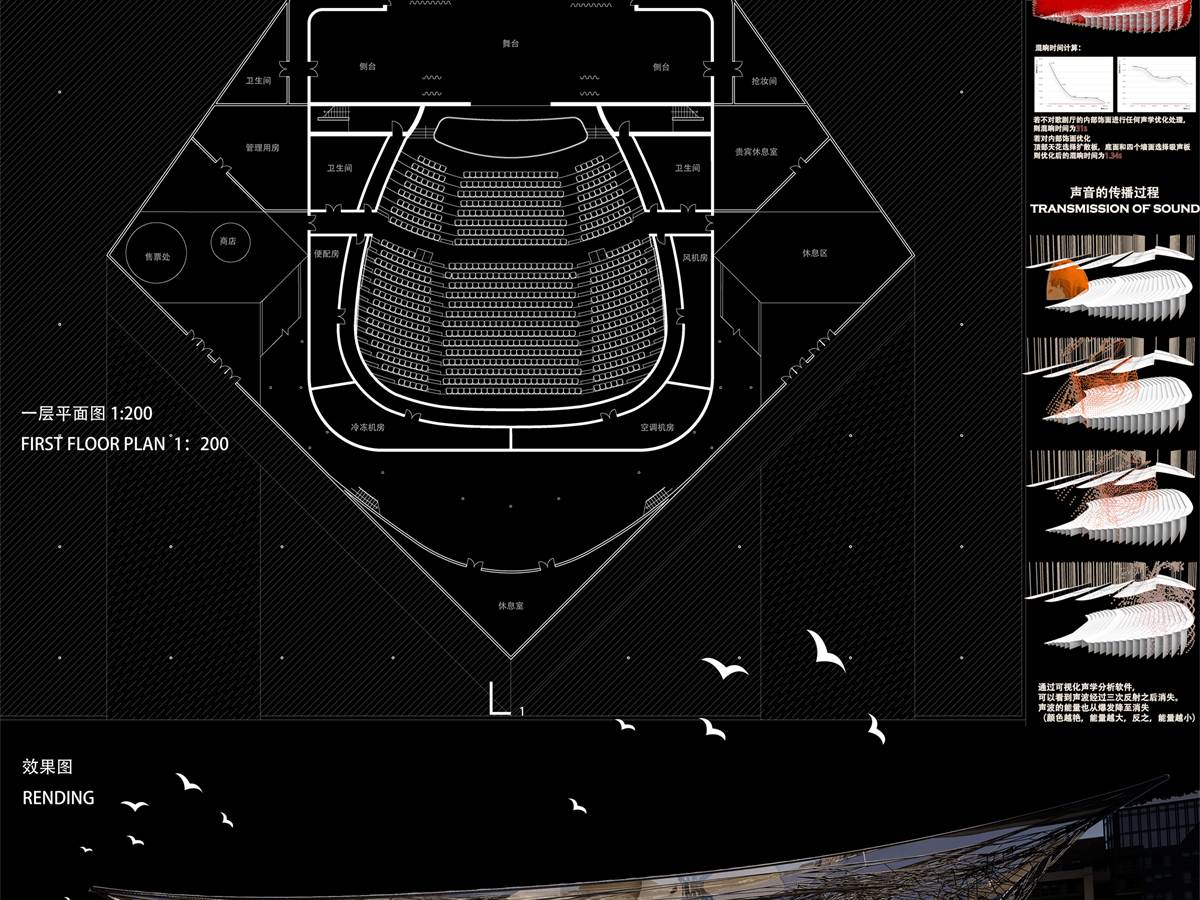 舞台
侧台
侧台
卫生间
抢妆间
管理用房
贵宾休息室
卫生间
卫生间
售票处
商店
便配房
风机房
休息区
一层平面图 1:200
FIRST FLOOR PLAN 1：200
冷冻机房
空调机房
休息室
1
效果图
RENDING
混响时间计算：
若不对歌剧厅的内部饰面进行任何声学优化处理，
则混响时间为31s
若对内部饰面优化
顶部天花选择扩散板，底面和四个墙面选择吸声板
则优化后的混响时间为1.34s
声音的传播过程
TRANSMISSION OF SOUND
通过可视化声学分析软件，
可以看到声波经过三次反射之后消失。
声波的能量也从爆发降至消失
（颜色越艳，能量越大，反之，能量越小）